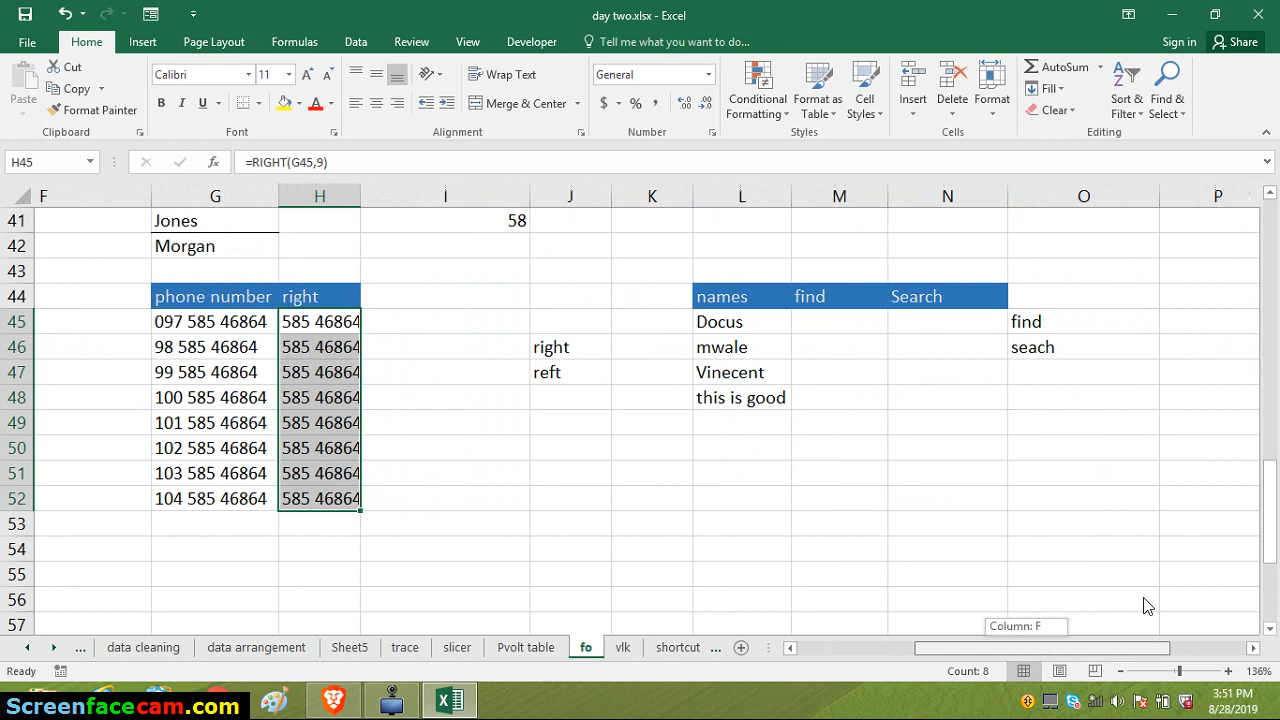 day two.xlsx - Excel
File Home Insert Page Layout Formulas Data Review View Developer Tell me what you want to do... Sign in Share
Paste Cut Copy Format Painter Clipboard
Calibri 11 B I U A Font
Wrap Text Merge & Center Alignment
General $ % , Number
Conditional Formatting Format as Table Cell Styles Styles
Insert Delete Format Cells
AutoSum Fill Clear Sort & Filter Find & Select Editing
H45 fx =RIGHT(G45,9)
F G H I J K L M N O P
41 Jones 58
42 Morgan
43
44 phone number right names find Search
45 097 585 46864 585 46864 Docus find
46 98 585 46864 585 46864 right mwale seach
47 99 585 46864 585 46864 reft Vinecent
48 100 585 46864 585 46864 this is good
49 101 585 46864 585 46864
50 102 585 46864 585 46864
51 103 585 46864 585 46864
52 104 585 46864 585 46864
53
54
55
56
57
Column: F
... data cleaning data arrangement Sheet5 trace slicer Pvolt table fo vlk shortcut ...
Ready Count: 8 136%
Screenfacecam.com
3:51 PM
8/28/2019